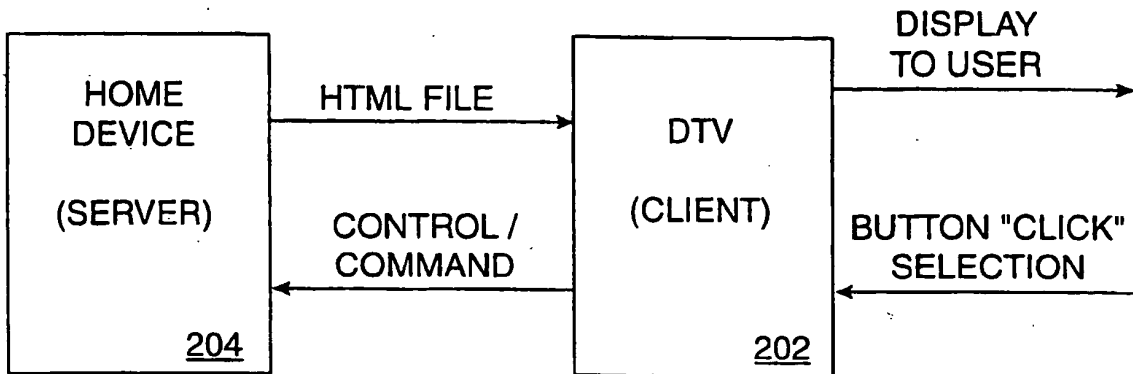 HOME
DEVICE
(SERVER)
204
HTML FILE
CONTROL /
COMMAND
DTV
(CLIENT)
202
DISPLAY
TO USER
BUTTON "CLICK"
SELECTION